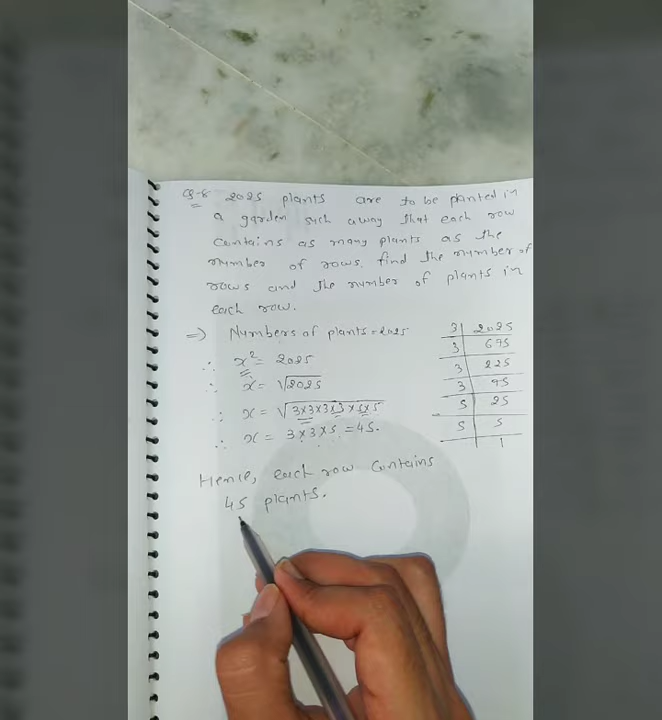 Q-8 2025 plants are to be planted in
a garden such away that each row
contains as many plants as the
number of rows. find the number of
rows and the number of plants in
each row.
=> Numbers of plants = 2025
∴ x² = 2025
∴ x = √2025
∴ x = √3×3×3×3×5×5
∴ x = 3×3×5 = 45.
3 | 2025
3 | 675
3 | 225
3 | 75
5 | 25
5 | 5
1
Hence, each row contains
45 plants.